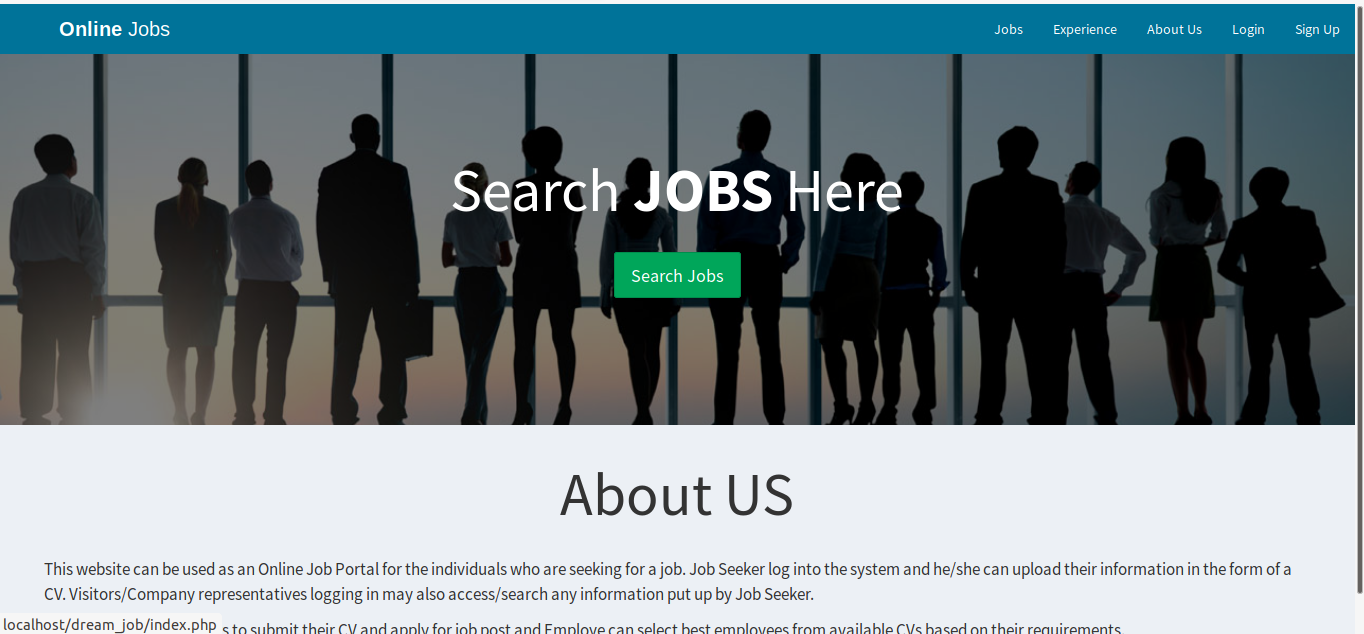 Online Jobs
Jobs Experience About Us Login Sign Up
Search JOBS Here
Search Jobs
About US
This website can be used as an Online Job Portal for the individuals who are seeking for a job. Job Seeker log into the system and he/she can upload their information in the form of a
CV. Visitors/Company representatives logging in may also access/search any information put up by Job Seeker.
s to submit their CV and apply for job post and Employe can select best employees from available CVs based on their requirements.
localhost/dream_job/index.php